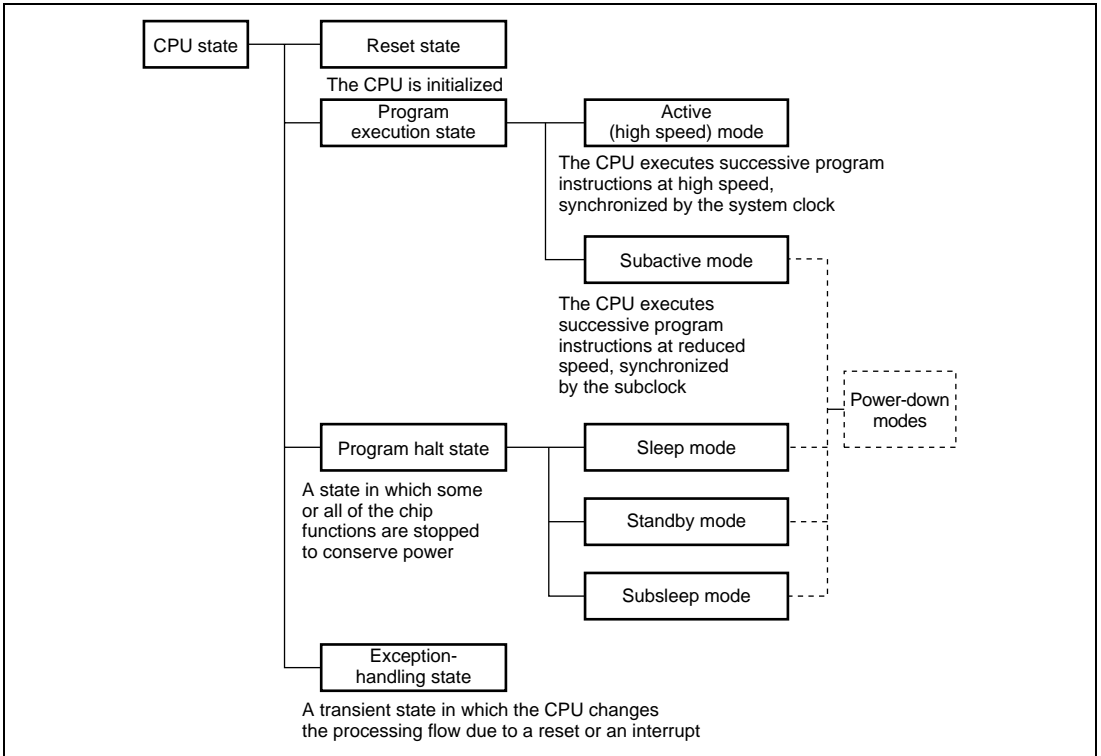 CPU state
Reset state
The CPU is initialized
Program
execution state
Active
(high speed) mode
The CPU executes successive program
instructions at high speed,
synchronized by the system clock
Subactive mode
The CPU executes
successive program
instructions at reduced
speed, synchronized
by the subclock
Power-down
modes
Program halt state
A state in which some
or all of the chip
functions are stopped
to conserve power
Sleep mode
Standby mode
Subsleep mode
Exception-
handling state
A transient state in which the CPU changes
the processing flow due to a reset or an interrupt